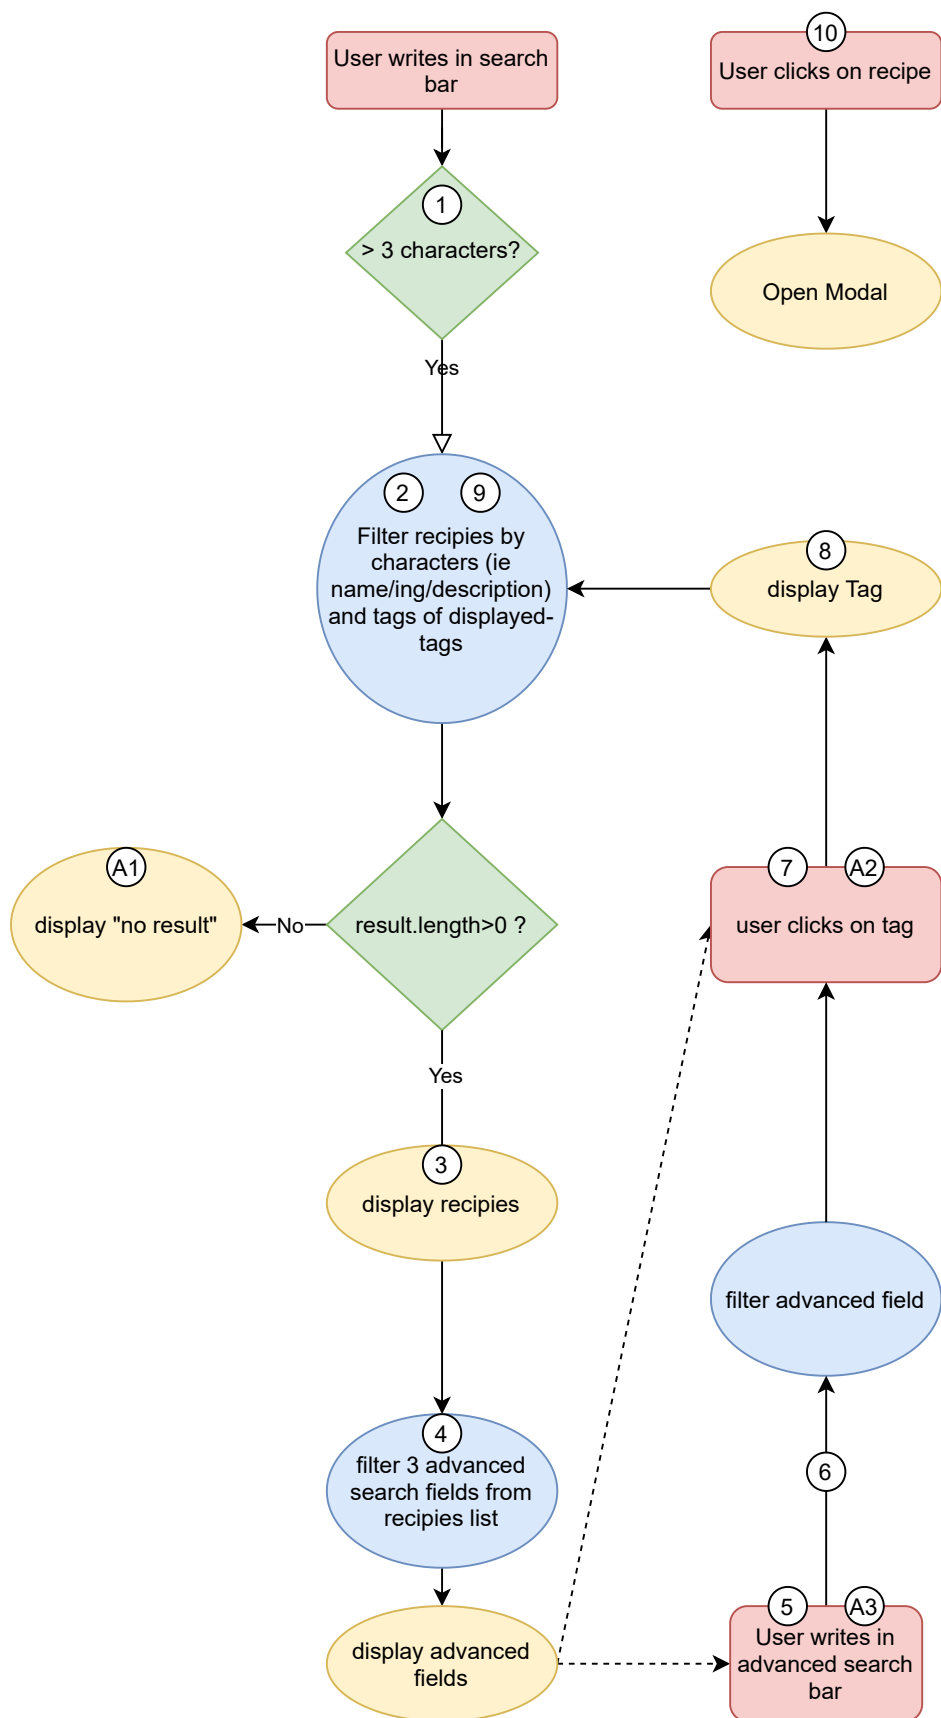 10
User writes in search
bar
User clicks on recipe
1
> 3 characters?
Open Modal
Yes
2
9
Filter recipies by
characters (ie
name/ing/description)
and tags of displayed-
tags
8
display Tag
A1
display "no result"
No
result.length>0 ?
7
A2
user clicks on tag
Yes
3
display recipies
filter advanced field
4
filter 3 advanced
search fields from
recipies list
6
display advanced
fields
5
A3
User writes in
advanced search
bar